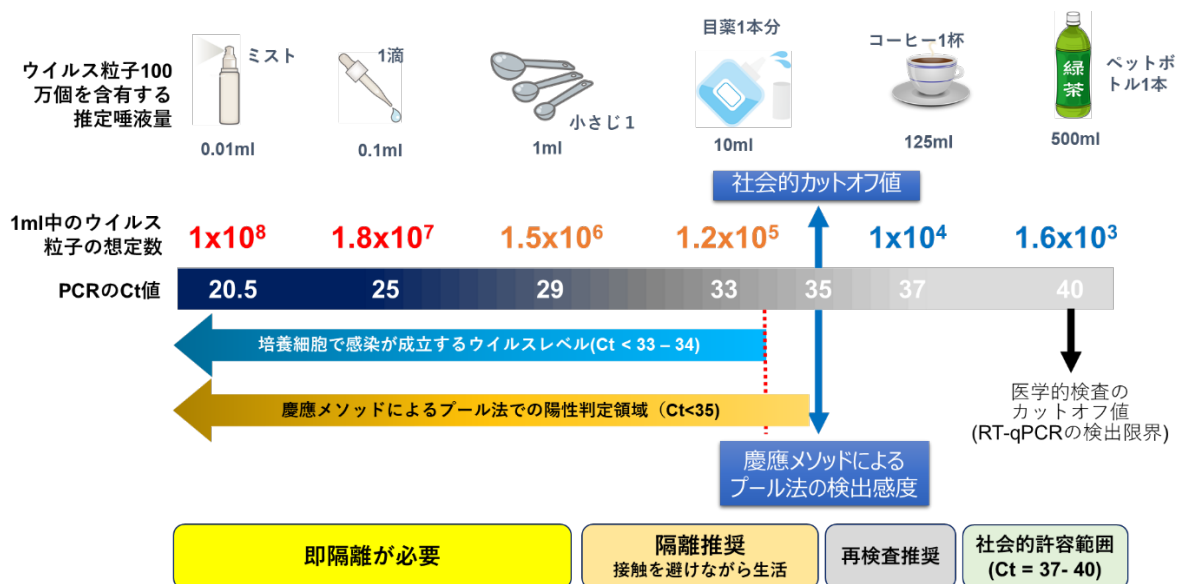 ウイルス粒子100
万個を含有する
推定唾液量
ミスト
0.01ml
1滴
0.1ml
小さじ１
1ml
目薬1本分
10ml
コーヒー1杯
125ml
緑茶
ペットボ
トル1本
500ml
社会的カットオフ値
1ml中のウイルス
粒子の想定数
1x10⁸ 1.8x10⁷ 1.5x10⁶ 1.2x10⁵ 1x10⁴ 1.6x10³
PCRのCt値
20.5 25 29 33 35 37 40
培養細胞で感染が成立するウイルスレベル(Ct < 33 – 34)
慶應メソッドによるプール法での陽性判定領域（Ct<35)
医学的検査の
カットオフ値
(RT-qPCRの検出限界)
慶應メソッドによる
プール法の検出感度
即隔離が必要
隔離推奨
接触を避けながら生活
再検査推奨
社会的許容範囲
(Ct = 37- 40)